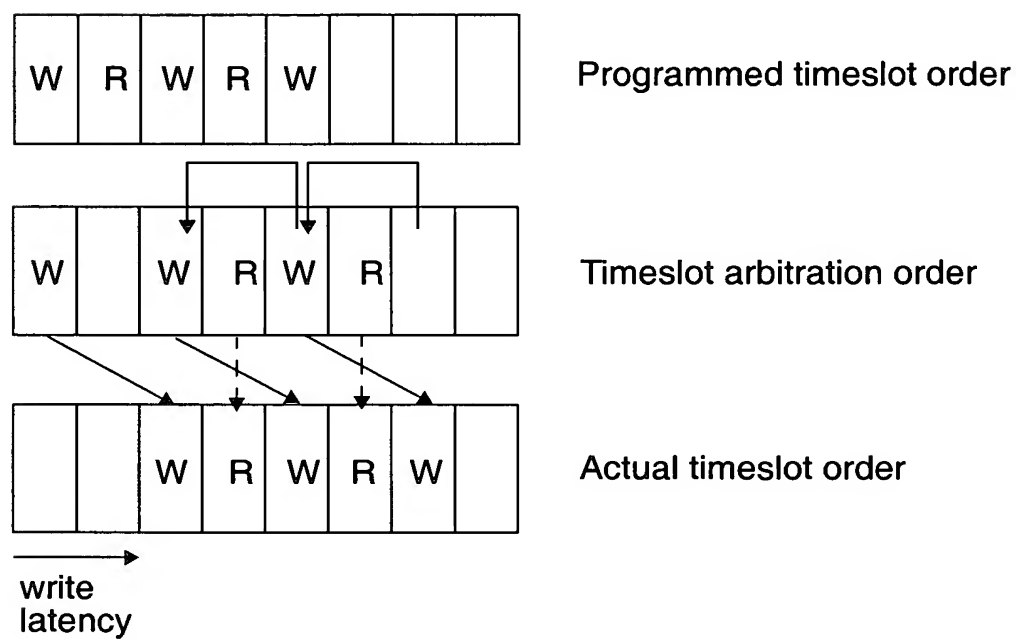 W R W R W
Programmed timeslot order
W W R W R
Timeslot arbitration order
W R W R W
Actual timeslot order
write
latency